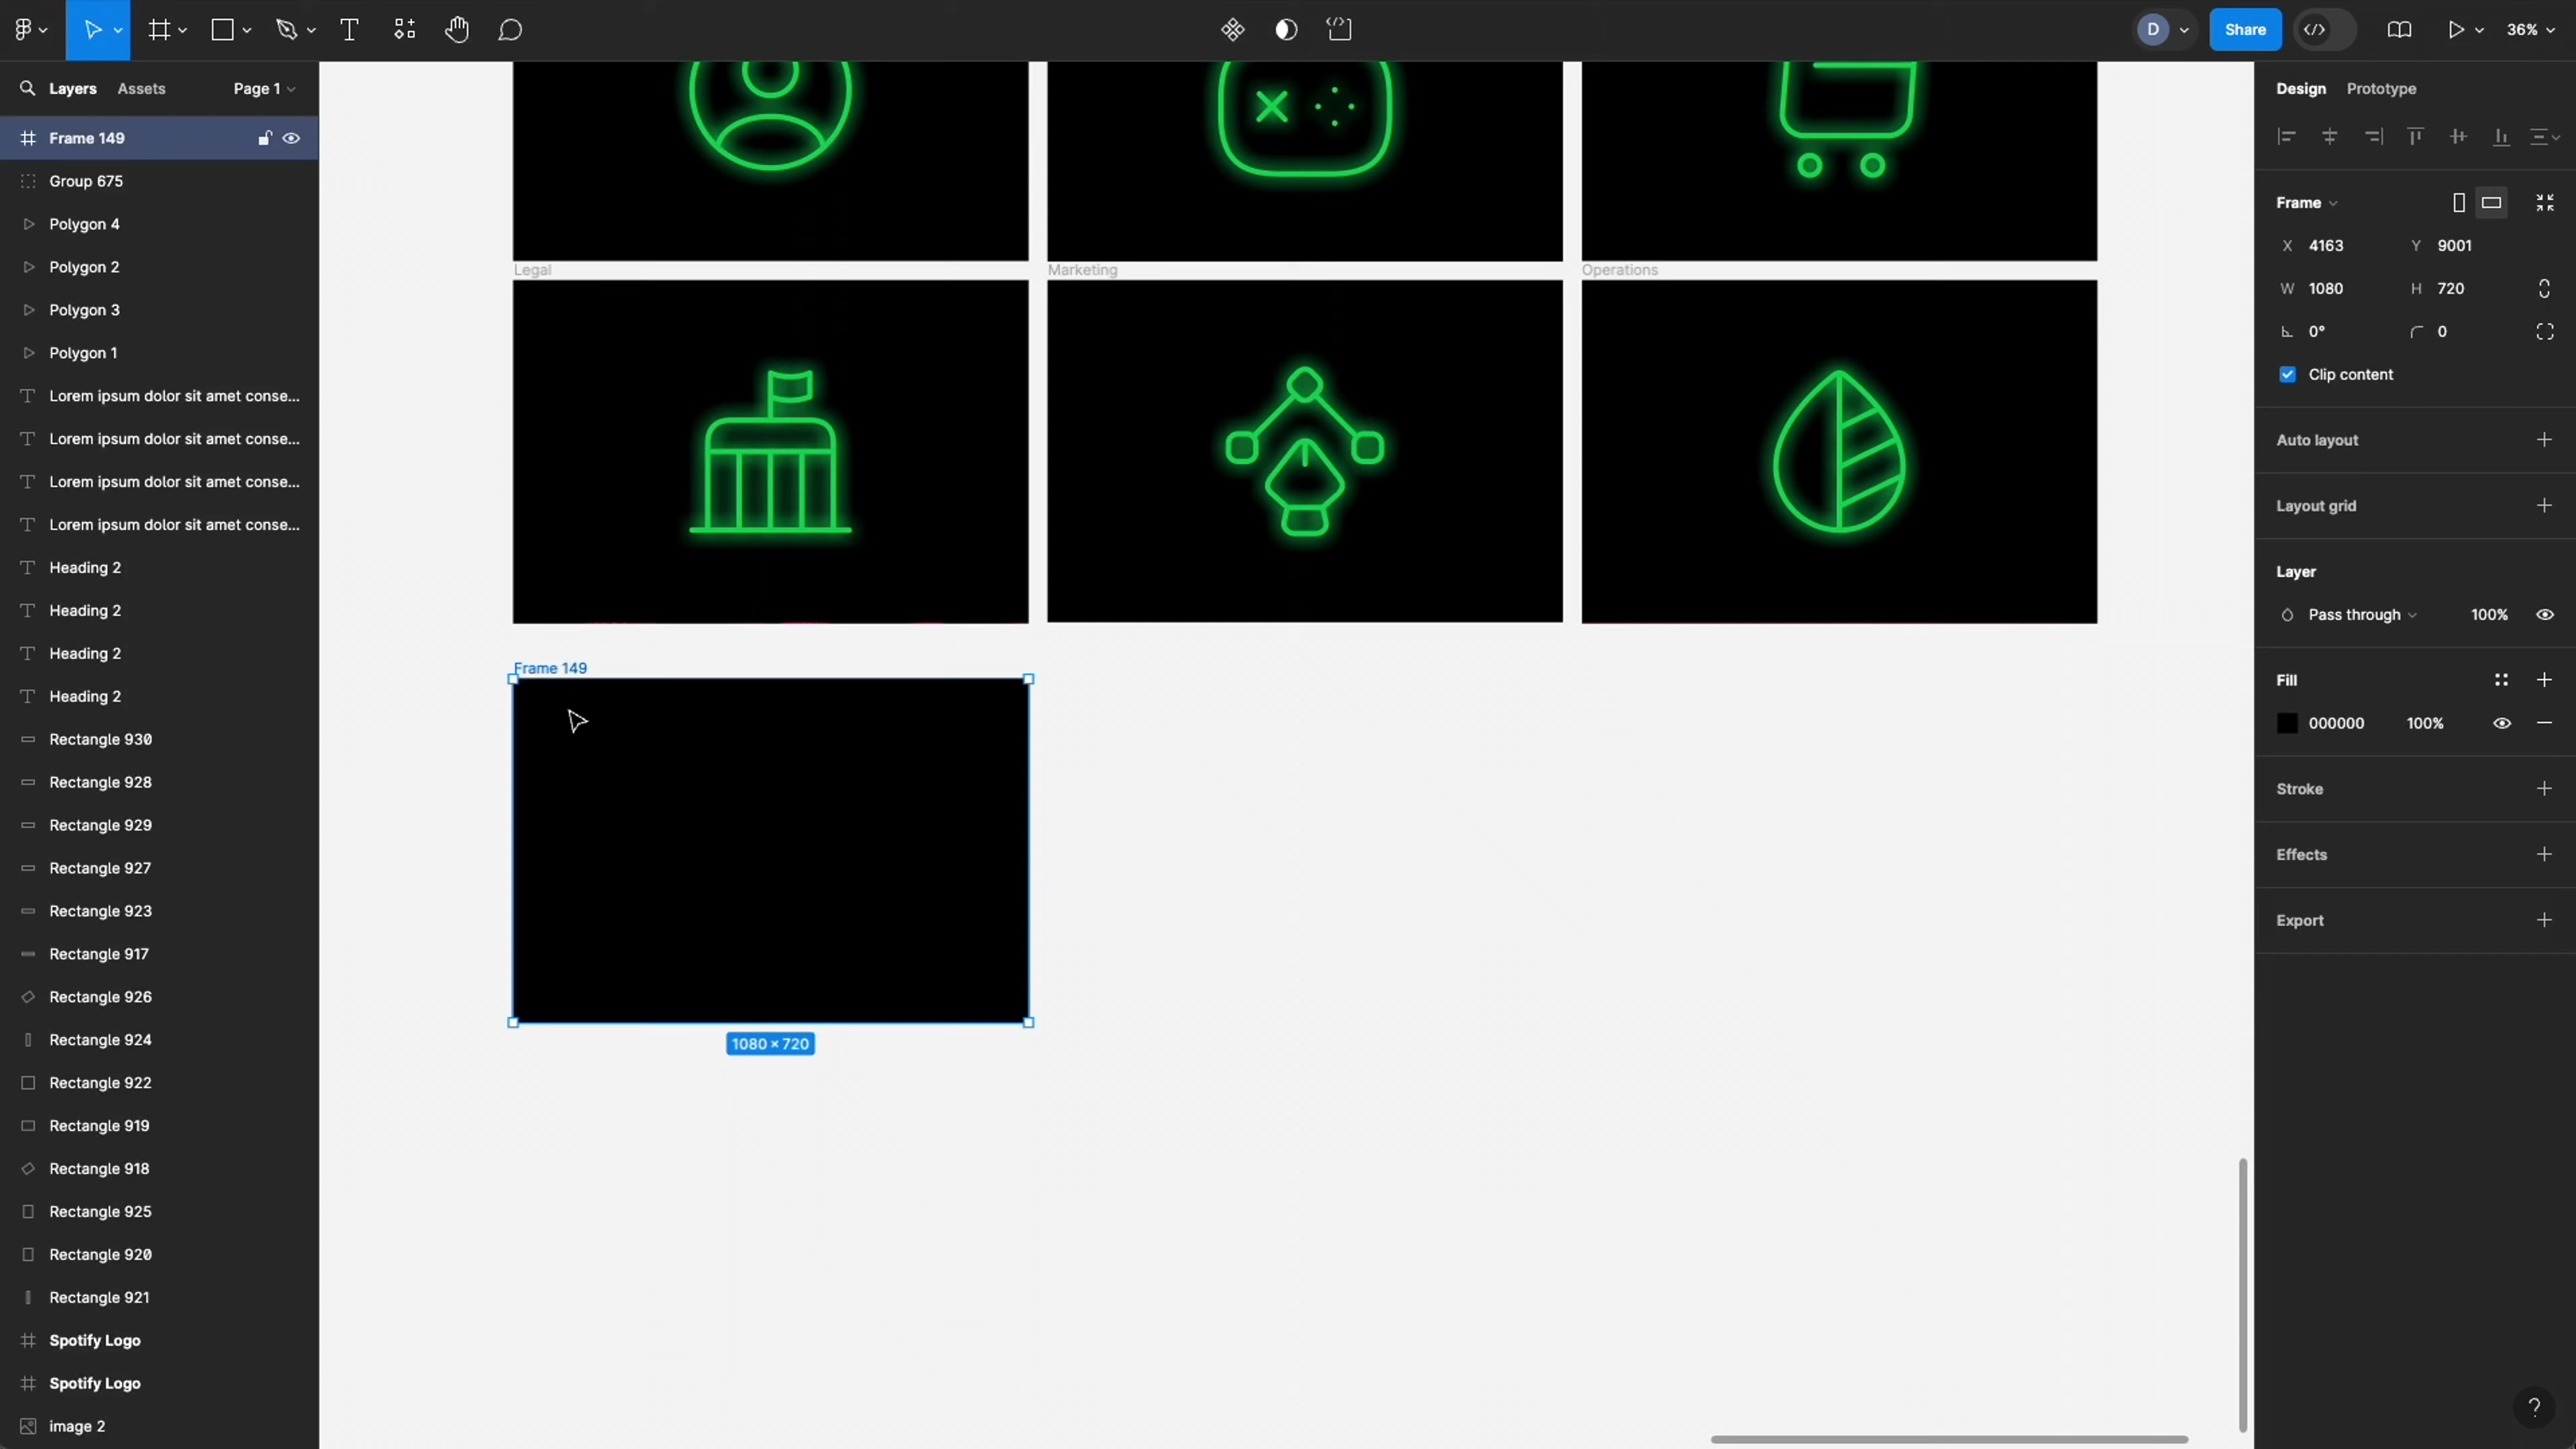 D
Share
36%
Layers
Assets
Page 1
Frame 149
Group 675
Polygon 4
Polygon 2
Polygon 3
Polygon 1
Lorem ipsum dolor sit amet conse...
Lorem ipsum dolor sit amet conse...
Lorem ipsum dolor sit amet conse...
Lorem ipsum dolor sit amet conse...
Heading 2
Heading 2
Heading 2
Heading 2
Rectangle 930
Rectangle 928
Rectangle 929
Rectangle 927
Rectangle 923
Rectangle 917
Rectangle 926
Rectangle 924
Rectangle 922
Rectangle 919
Rectangle 918
Rectangle 925
Rectangle 920
Rectangle 921
Spotify Logo
Spotify Logo
image 2
Legal
Marketing
Operations
Frame 149
1080 × 720
Design
Prototype
Frame
X 4163 Y 9001
W 1080 H 720
0° 0
Clip content
Auto layout
Layout grid
Layer
Pass through 100%
Fill
000000 100%
Stroke
Effects
Export
?